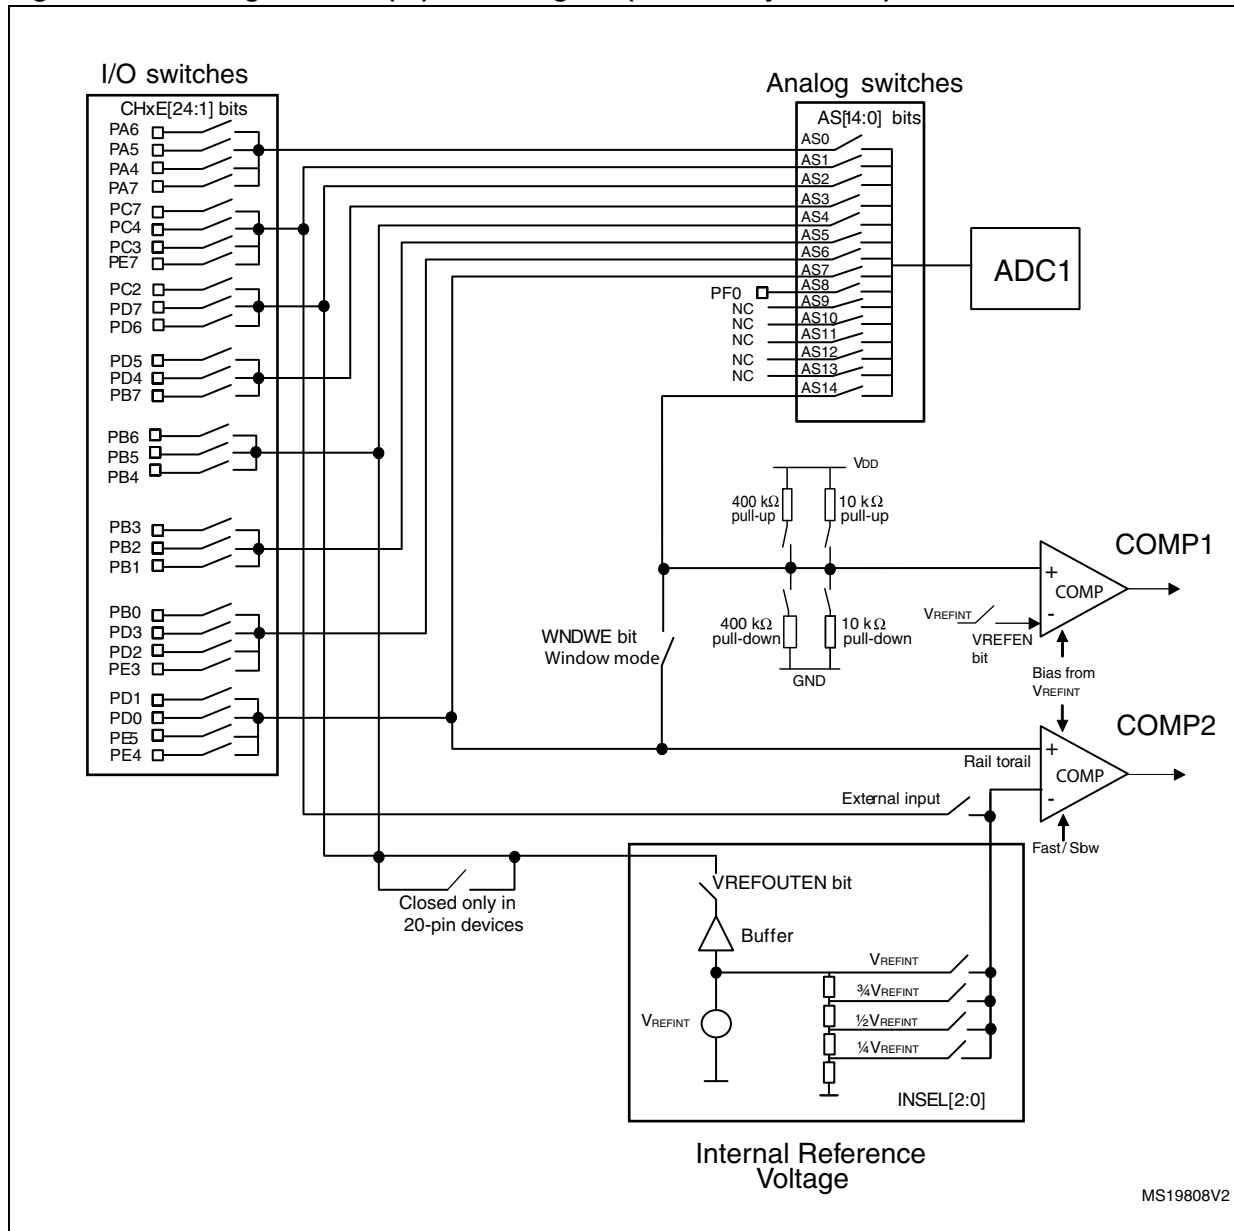 I/O switches
CHxE[24:1] bits
PA6
PA5
PA4
PA7
PC7
PC4
PC3
PE7
PC2
PD7
PD6
PD5
PD4
PB7
PB6
PB5
PB4
PB3
PB2
PB1
PB0
PD3
PD2
PE3
PD1
PD0
PE5
PE4
Analog switches
AS[14:0] bits
AS0
AS1
AS2
AS3
AS4
AS5
AS6
AS7
PF0 AS8
NC AS9
NC AS10
NC AS11
NC AS12
NC AS13
AS14
ADC1
VDD
400 kΩ
pull-up
10 kΩ
pull-up
400 kΩ
pull-down
10 kΩ
pull-down
GND
WNDWE bit
Window mode
COMP1
+
COMP
-
VREFINT
VREFEN
bit
Bias from
VREFINT
COMP2
+
COMP
-
Rail torail
External input
Fast/Sbw
Closed only in
20-pin devices
VREFOUTEN bit
Buffer
VREFINT
VREFINT
¾VREFINT
½VREFINT
¼VREFINT
INSEL[2:0]
Internal Reference
Voltage
MS19808V2